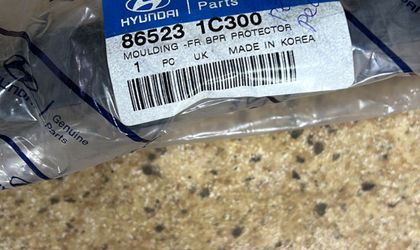 HYUNDAI | Parts
86523 1C300
MOULDING -FR BPR PROTECTOR
1 PC UK MADE IN KOREA
Genuine
Parts